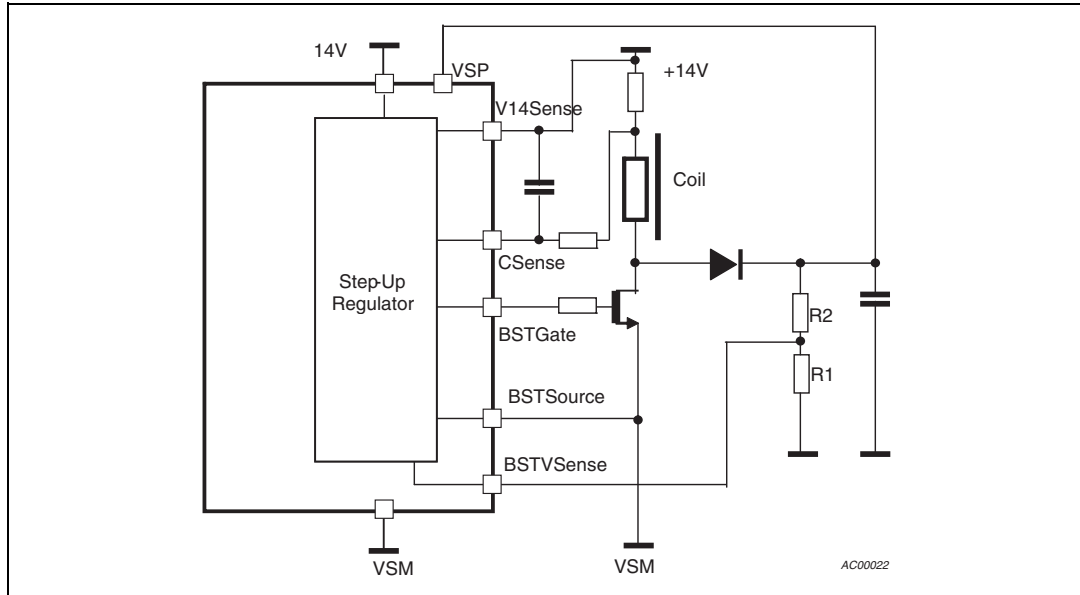 14V
VSP
+14V
V14Sense
Coil
CSense
Step-Up
Regulator
R2
BSTGate
R1
BSTSource
BSTVSense
VSM
VSM
AC00022